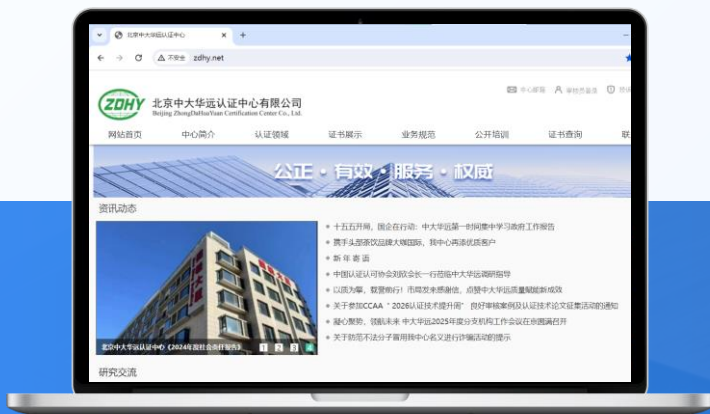 北京中大华远认证中心
不安全 zdhy.net
中心邮箱 审核员备案
ZDHY 北京中大华远认证中心有限公司
Beijing ZhongDaHuaYuan Certification Center Co., Ltd.
网站首页 中心简介 认证领域 证书展示 业务规范 公开培训 证书查询 联
公正·有效·服务·权威
资讯动态
十五五开局，国企在行动：中大华远第一时间集中学习政府工作报告
携手头部茶饮品牌大咖国际，我中心再添优质客户
新 年 寄 语
中国认证认可协会刘欣会长一行莅临中大华远调研指导
以质为擎，载誉前行！市局发来感谢信，点赞中大华远质量赋能新成效
关于参加CCAA“ 2026认证技术提升周” 良好审核案例及认证技术论文征集活动的通知
凝心聚势，领航未来 中大华远2025年度分支机构工作会议在京圆满召开
关于防范不法分子冒用我中心名义进行诈骗活动的提示
北京中大华远认证中心《2024年度社会责任报告》 1 2 3 4
研究交流